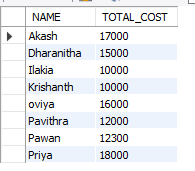 NAME TOTAL_COST
Akash 17000
Dharanitha 15000
Ilakia 10000
Krishanth 10000
oviya 16000
Pavithra 12000
Pawan 12300
Priya 18000